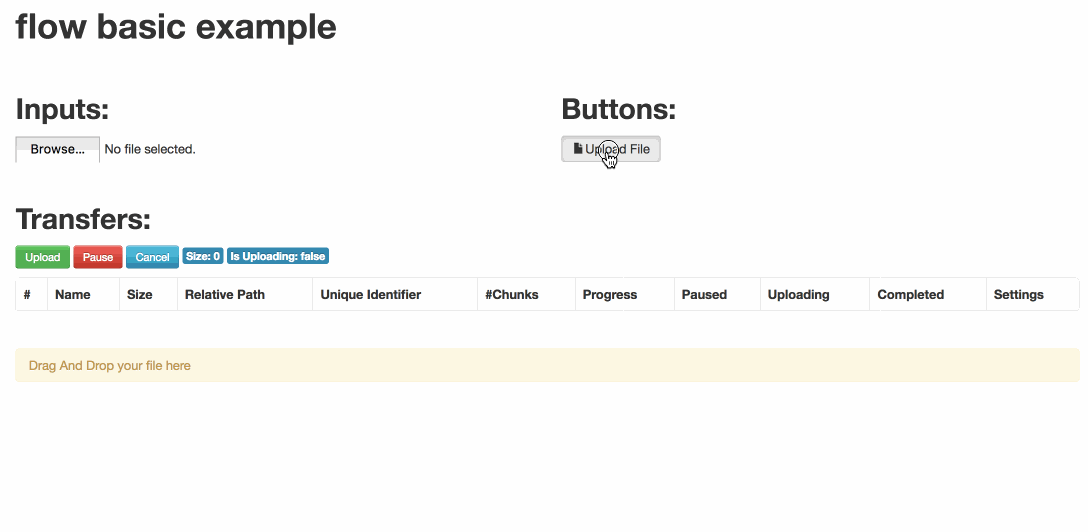 flow basic example
Inputs:
Buttons:
Browse... No file selected.
Upload File
Transfers:
Upload Pause Cancel Size: 0 Is Uploading: false
# Name Size Relative Path Unique Identifier #Chunks Progress Paused Uploading Completed Settings
Drag And Drop your file here